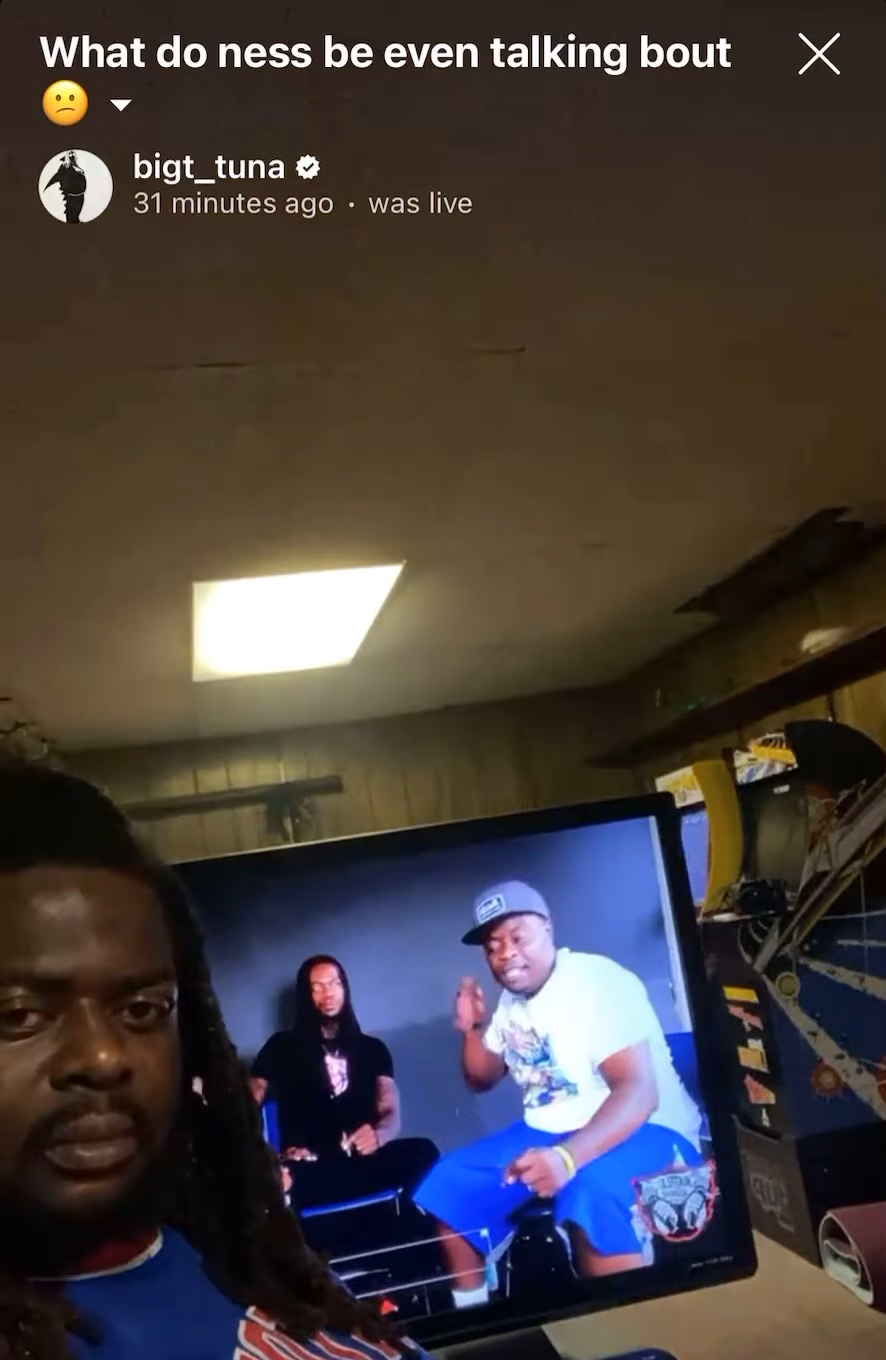 What do ness be even talking bout
😕
bigt_tuna
31 minutes ago · was live